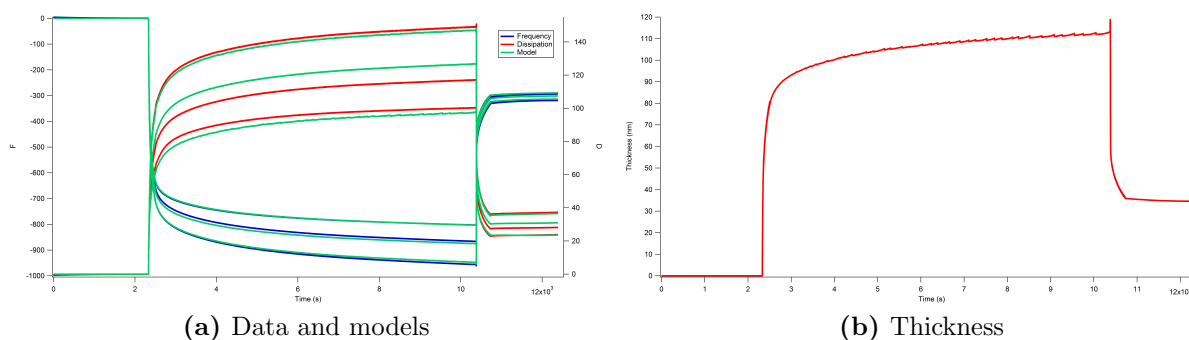 0
-100
-200
-300
-400
-500
-600
-700
-800
-900
-1000
F
0 2 4 6 8 10 12x10³
Time (s)
140
120
100
80
60
40
20
0
D
Frequency
Dissipation
Model
(a) Data and models
120
110
100
90
80
70
60
50
40
30
20
10
0
Thickness (nm)
0 1 2 3 4 5 6 7 8 9 10 11 12x10
Time (s)
(b) Thickness